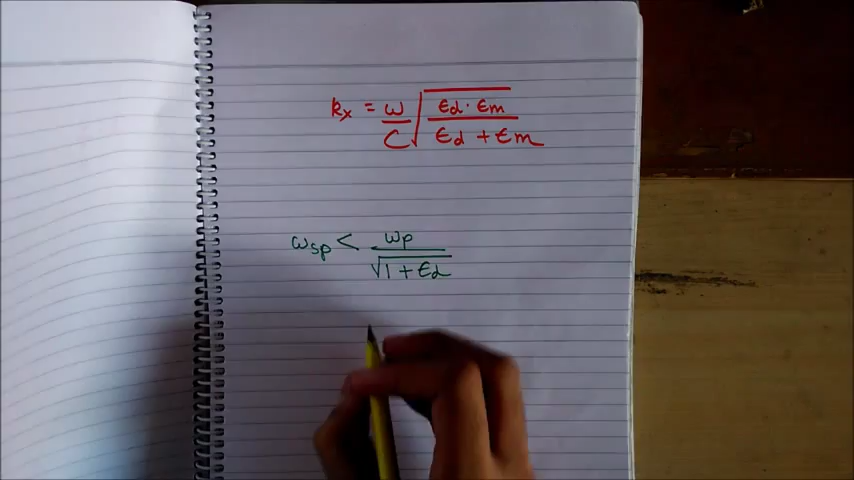 kₓ = ω/c √(εd · εm / εd + εm)
ωsp < ωp / √(1 + εd)